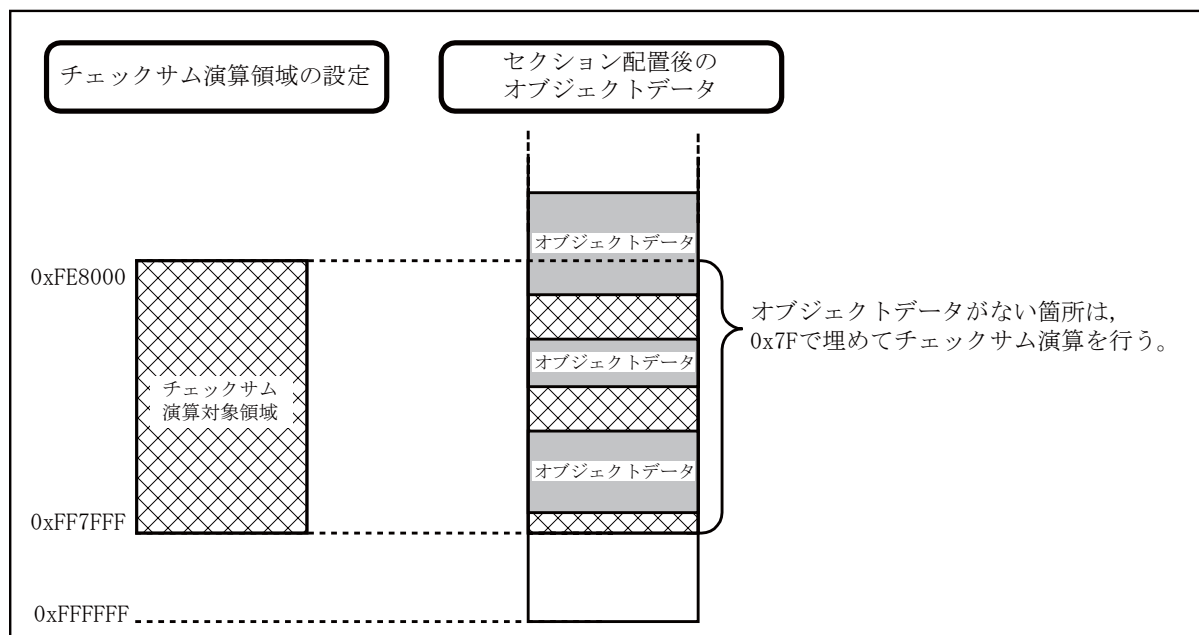 チェックサム演算領域の設定
セクション配置後の
オブジェクトデータ
オブジェクトデータ
0xFE8000
オブジェクトデータがない箇所は,
0x7Fで埋めてチェックサム演算を行う。
オブジェクトデータ
チェックサム
演算対象領域
オブジェクトデータ
0xFF7FFF
0xFFFFFF